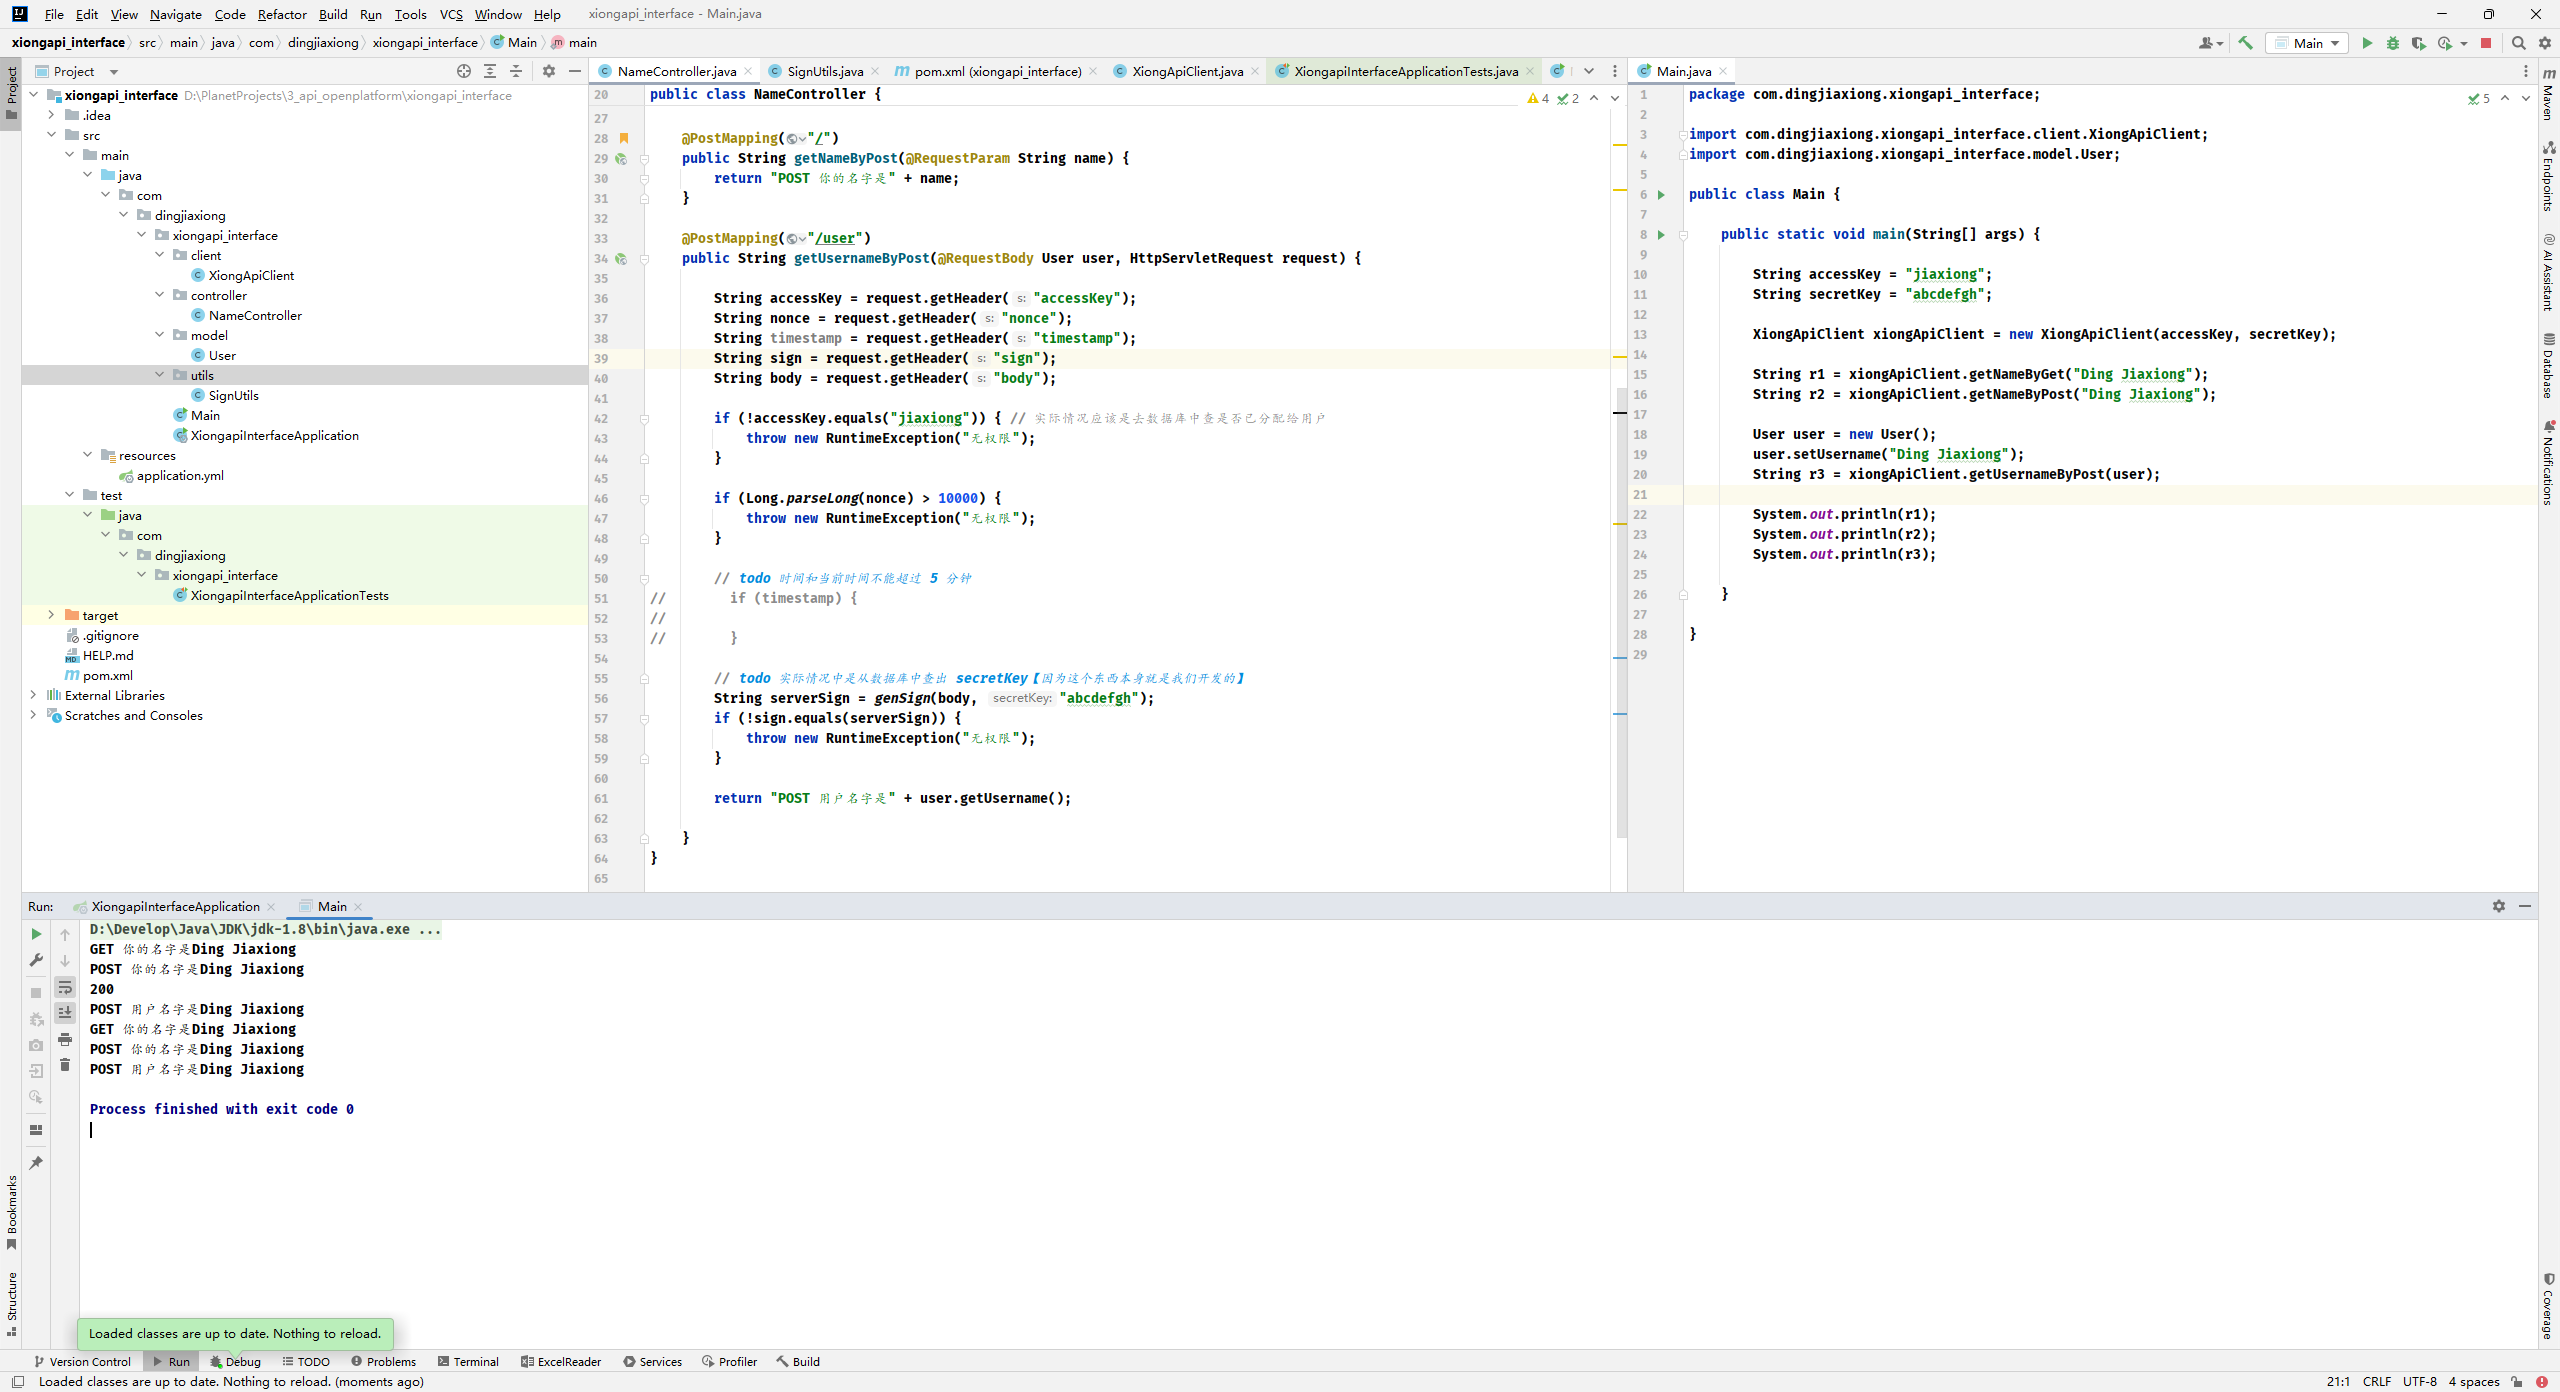 File Edit View Navigate Code Refactor Build Run Tools VCS Window Help xiongapi_interface - Main.java
xiongapi_interface src main java com dingjiaxiong xiongapi_interface Main main
Main
Project
Project
xiongapi_interface D:\PlanetProjects\3_api_openplatform\xiongapi_interface
.idea
src
main
java
com
dingjiaxiong
xiongapi_interface
client
XiongApiClient
controller
NameController
model
User
utils
SignUtils
Main
XiongapiInterfaceApplication
resources
application.yml
test
java
com
dingjiaxiong
xiongapi_interface
XiongapiInterfaceApplicationTests
target
.gitignore
HELP.md
pom.xml
External Libraries
Scratches and Consoles
NameController.java SignUtils.java pom.xml (xiongapi_interface) XiongApiClient.java XiongapiInterfaceApplicationTests.java
4 2
20 public class NameController {
27
28 @PostMapping("/")
29 public String getNameByPost(@RequestParam String name) {
30 return "POST 你的名字是" + name;
31 }
32
33 @PostMapping("/user")
34 public String getUsernameByPost(@RequestBody User user, HttpServletRequest request) {
35
36 String accessKey = request.getHeader( s: "accessKey");
37 String nonce = request.getHeader( s: "nonce");
38 String timestamp = request.getHeader( s: "timestamp");
39 String sign = request.getHeader( s: "sign");
40 String body = request.getHeader( s: "body");
41
42 if (!accessKey.equals("jiaxiong")) { // 实际情况应该是去数据库中查是否已分配给用户
43 throw new RuntimeException("无权限");
44 }
45
46 if (Long.parseLong(nonce) > 10000) {
47 throw new RuntimeException("无权限");
48 }
49
50 // todo 时间和当前时间不能超过 5 分钟
51 // if (timestamp) {
52 //
53 // }
54
55 // todo 实际情况中是从数据库中查出 secretKey【因为这个东西本身就是我们开发的】
56 String serverSign = genSign(body, secretKey: "abcdefgh");
57 if (!sign.equals(serverSign)) {
58 throw new RuntimeException("无权限");
59 }
60
61 return "POST 用户名字是" + user.getUsername();
62
63 }
64 }
65
Main.java
5
1 package com.dingjiaxiong.xiongapi_interface;
2
3 import com.dingjiaxiong.xiongapi_interface.client.XiongApiClient;
4 import com.dingjiaxiong.xiongapi_interface.model.User;
5
6 public class Main {
7
8 public static void main(String[] args) {
9
10 String accessKey = "jiaxiong";
11 String secretKey = "abcdefgh";
12
13 XiongApiClient xiongApiClient = new XiongApiClient(accessKey, secretKey);
14
15 String r1 = xiongApiClient.getNameByGet("Ding Jiaxiong");
16 String r2 = xiongApiClient.getNameByPost("Ding Jiaxiong");
17
18 User user = new User();
19 user.setUsername("Ding Jiaxiong");
20 String r3 = xiongApiClient.getUsernameByPost(user);
21
22 System.out.println(r1);
23 System.out.println(r2);
24 System.out.println(r3);
25
26 }
27
28 }
29
Maven
Endpoints
AI Assistant
Database
Notifications
Coverage
Run: XiongapiInterfaceApplication Main
D:\Develop\Java\JDK\jdk-1.8\bin\java.exe ...
GET 你的名字是Ding Jiaxiong
POST 你的名字是Ding Jiaxiong
200
POST 用户名字是Ding Jiaxiong
GET 你的名字是Ding Jiaxiong
POST 你的名字是Ding Jiaxiong
POST 用户名字是Ding Jiaxiong
Process finished with exit code 0
Bookmarks
Structure
Loaded classes are up to date. Nothing to reload.
Version Control Run Debug TODO Problems Terminal ExcelReader Services Profiler Build
Loaded classes are up to date. Nothing to reload. (moments ago) 21:1 CRLF UTF-8 4 spaces